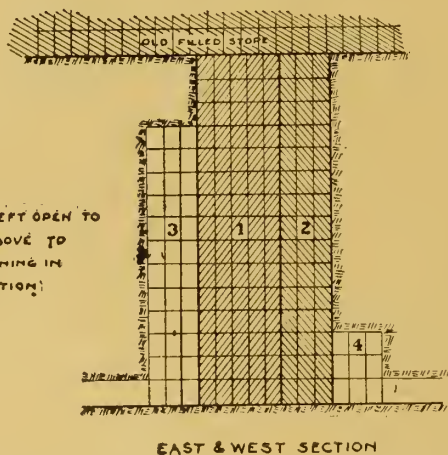 OLD FILLED STOPE
EFT OPEN TO
OVE TO
NING IN
TION)
3 1 2
4
EAST & WEST SECTION